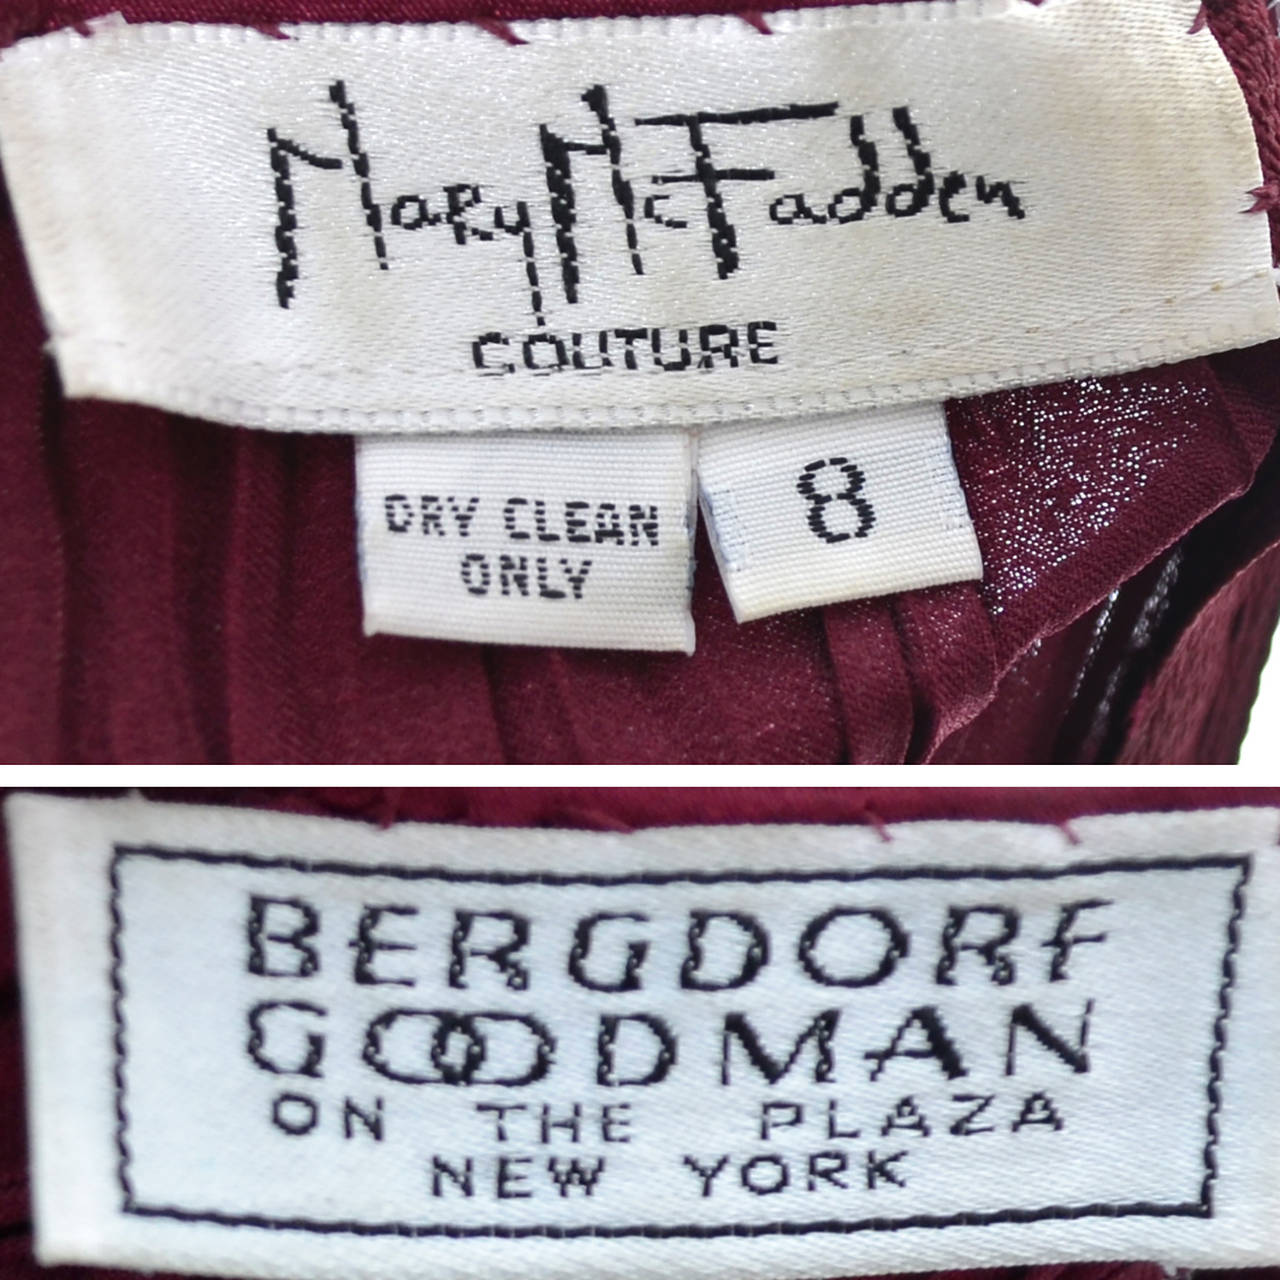 Mary McFadden
COUTURE
DRY CLEAN
ONLY
8
BERGDORF
GOODMAN
ON THE PLAZA
NEW YORK